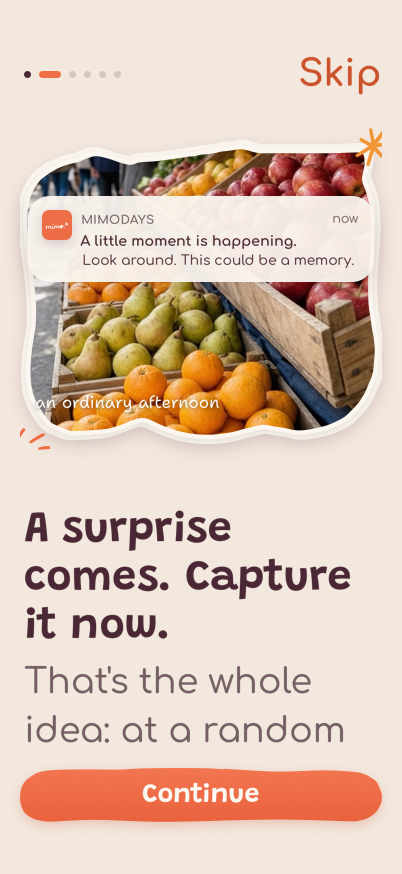 Skip
mimo
MIMODAYS
now
A little moment is happening.
Look around. This could be a memory.
an ordinary afternoon
A surprise
comes. Capture
it now.
That's the whole
idea: at a random
Continue